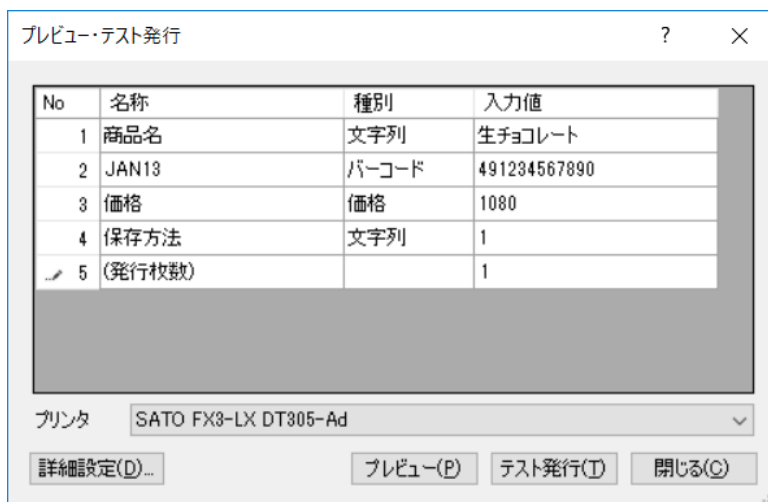 プレビュー・テスト発行 ?
No 名称 種別 入力値
1 商品名 文字列 生チョコレート
2 JAN13 バーコード 491234567890
3 価格 価格 1080
4 保存方法 文字列 1
5 (発行枚数) 1
プリンタ SATO FX3-LX DT305-Ad
詳細設定(D)... プレビュー(P) テスト発行(T) 閉じる(C)